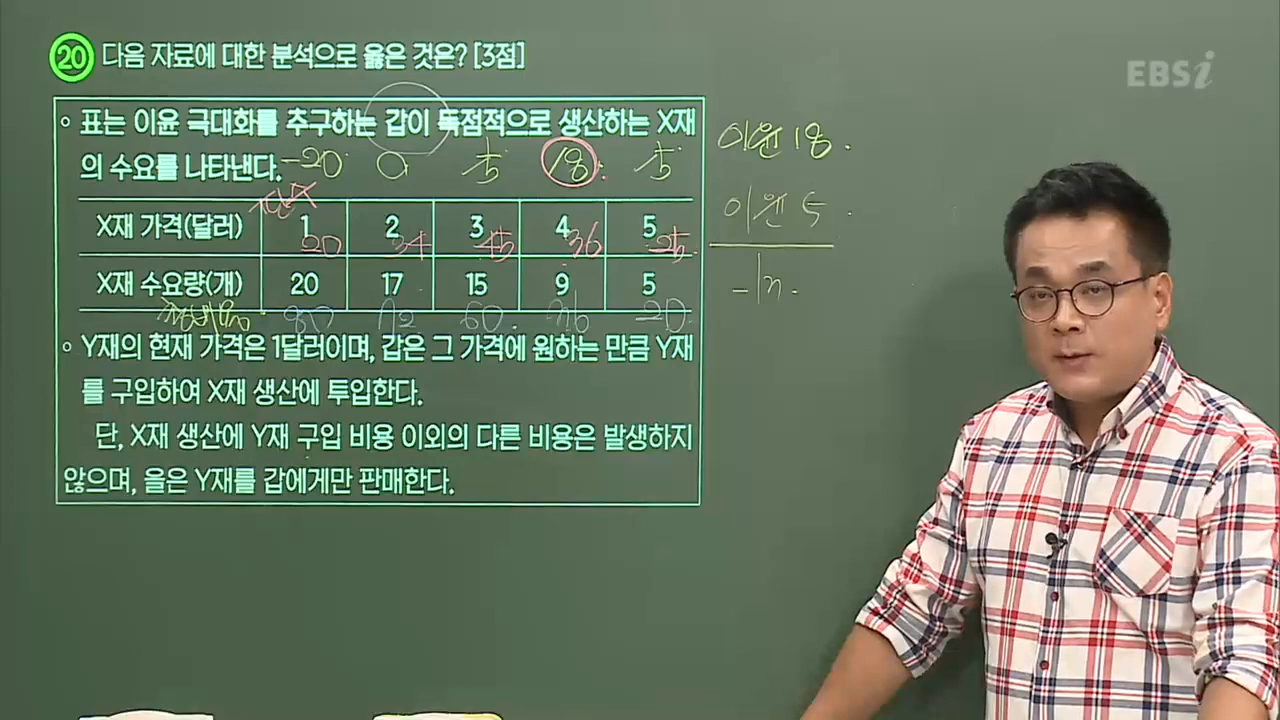 20 다음 자료에 대한 분석으로 옳은 것은? [3점]
EBSi
○ 표는 이윤 극대화를 추구하는 갑이 독점적으로 생산하는 X재
의 수요를 나타낸다.
-20 0 5 18 5
X재 가격(달러) 1 2 3 4 5
20 34 45 36 25
X재 수요량(개) 20 17 15 9 5
80 72 60 36 20
○ Y재의 현재 가격은 1달러이며, 갑은 그 가격에 원하는 만큼 Y재
를 구입하여 X재 생산에 투입한다.
단, X재 생산에 Y재 구입 비용 이외의 다른 비용은 발생하지
않으며, 을은 Y재를 갑에게만 판매한다.
이윤 18.
이윤 5.